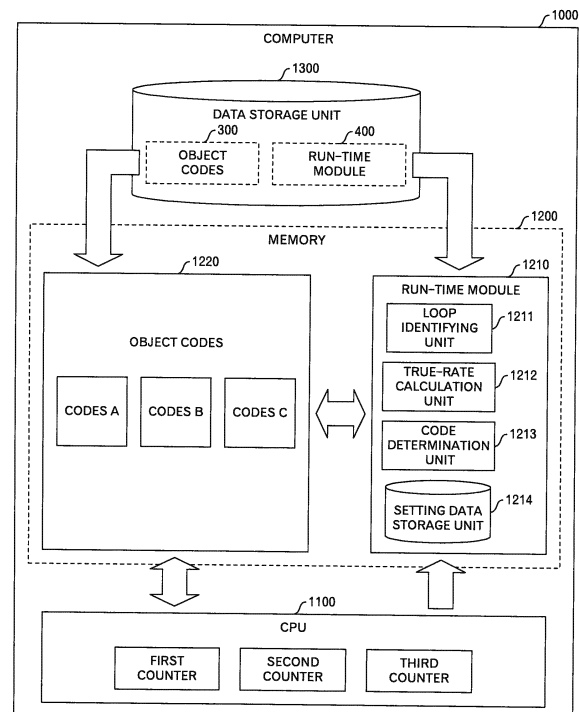 1000
COMPUTER
1300
DATA STORAGE UNIT
300
400
OBJECT
CODES
RUN-TIME
MODULE
1200
MEMORY
1220
1210
OBJECT CODES
CODES A
CODES B
CODES C
RUN-TIME MODULE
LOOP
IDENTIFYING
UNIT
1211
TRUE-RATE
CALCULATION
UNIT
1212
CODE
DETERMINATION
UNIT
1213
SETTING DATA
STORAGE UNIT
1214
1100
CPU
FIRST
COUNTER
SECOND
COUNTER
THIRD
COUNTER